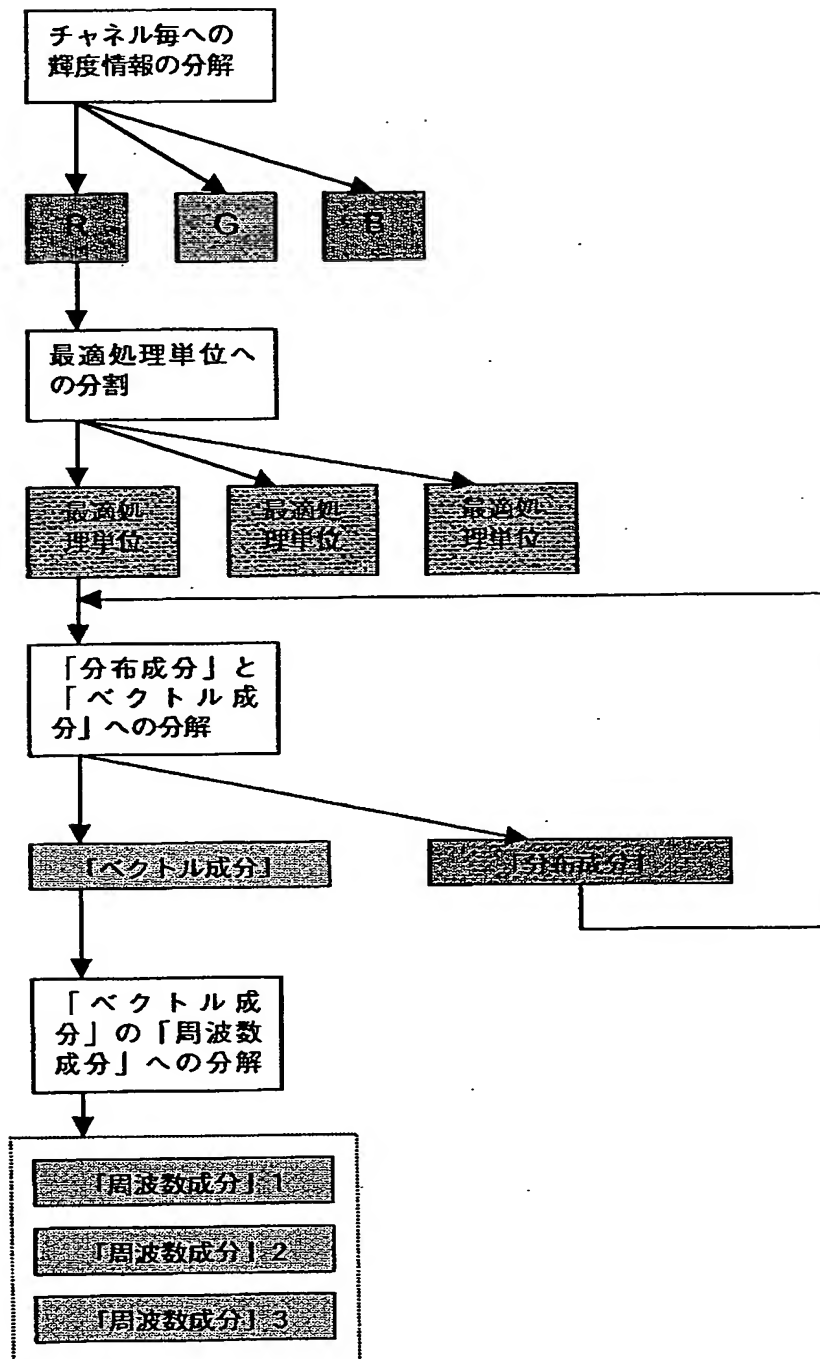 チャネル毎への
輝度情報の分解
R
G
B
最適処理単位へ
の分割
最適処
理単位
最適処
理単位
最適処
理単位
「分布成分」と
「ベクトル成
分」への分解
「ベクトル成分」
「分布成分」
「ベクトル成
分」の「周波数
成分」への分解
「周波数成分」1
「周波数成分」2
「周波数成分」3